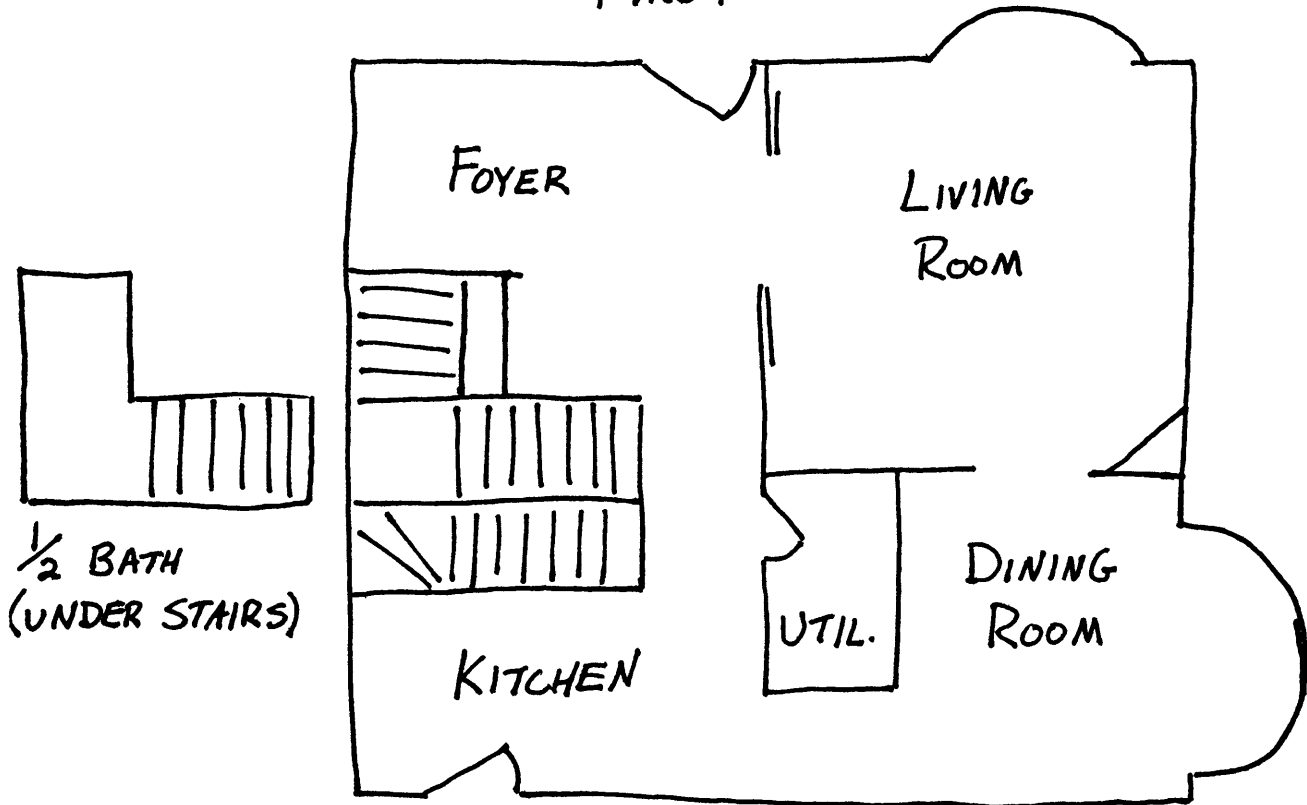 FOYER
LIVING
ROOM
½ BATH
(UNDER STAIRS)
DINING
ROOM
UTIL.
KITCHEN